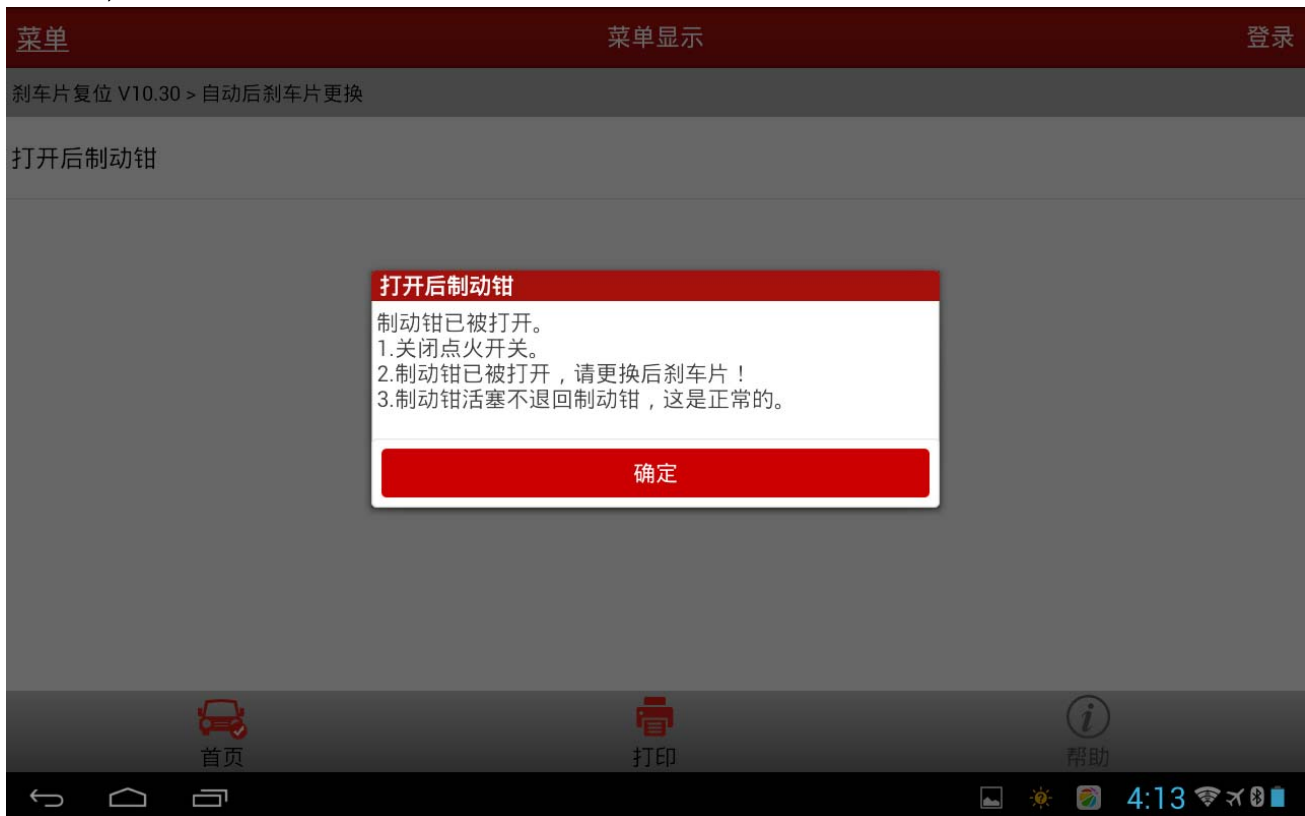 菜单
菜单显示
登录
刹车片复位 V10.30 > 自动后刹车片更换
打开后制动钳
打开后制动钳
制动钳已被打开。
1.关闭点火开关。
2.制动钳已被打开，请更换后刹车片！
3.制动钳活塞不退回制动钳，这是正常的。
确定
首页
打印
帮助
4:13